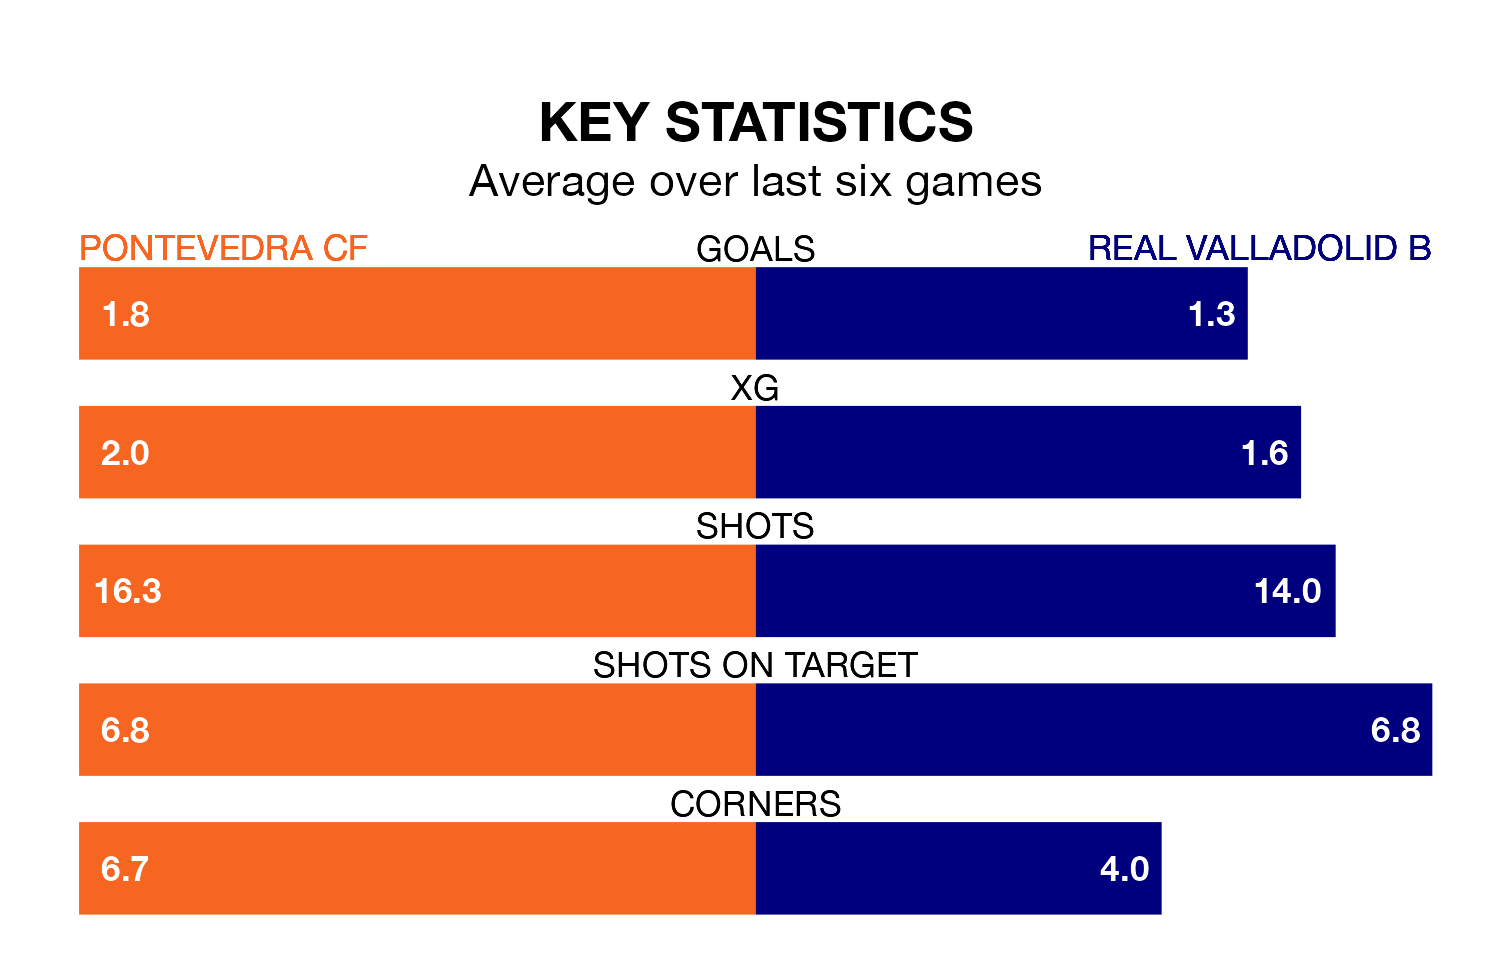 KEY STATISTICS
Average over last six games
PONTEVEDRA CF GOALS REAL VALLADOLID B
1.8 1.3
XG
2.0 1.6
SHOTS
16.3 14.0
SHOTS ON TARGET
6.8 6.8
CORNERS
6.7 4.0